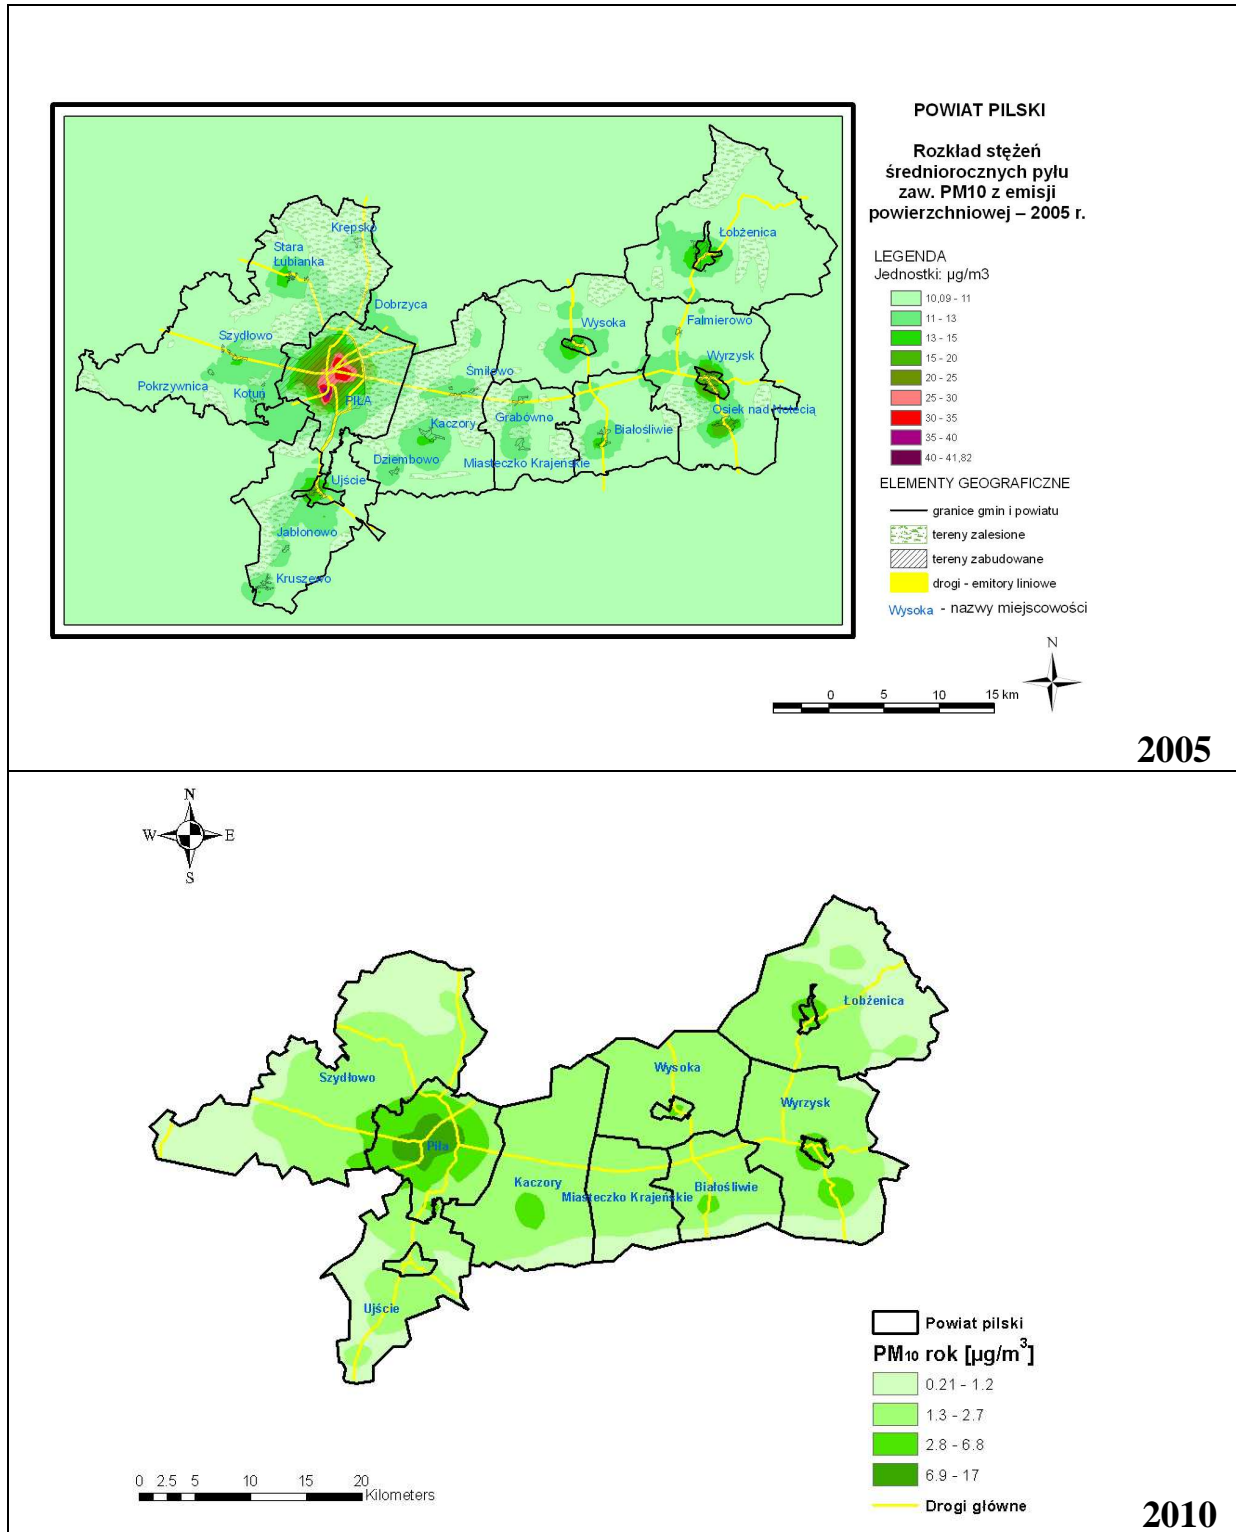 POWIAT PILSKI
Rozkład stężeń
średniorocznych pyłu
zaw. PM10 z emisji
powierzchniowej – 2005 r.
LEGENDA
Jednostki: µg/m3
10,09 - 11
11 - 13
13 - 15
15 - 20
20 - 25
25 - 30
30 - 35
35 - 40
40 - 41,82
ELEMENTY GEOGRAFICZNE
granice gmin i powiatu
tereny zalesione
tereny zabudowane
drogi - emitory liniowe
Wysoka - nazwy miejscowości
Krępsko
Stara
Łubianka
Dobrzyca
Szydłowo
Pokrzywnica
Kotuń
PIŁA
Śmiłowo
Kaczory
Grabówno
Dziembowo
Miasteczko Krajeńskie
Białośliwie
Ujście
Jabłonowo
Kruszewo
Łobżenica
Wysoka
Falmierowo
Wyrzysk
Osiek nad Notecią
N
0 5 10 15 km
2005
N
W E
S
Łobżenica
Wysoka
Szydłowo
Wyrzysk
Piła
Kaczory
Miasteczko Krajeńskie
Białośliwie
Ujście
Powiat pilski
PM10 rok [µg/m3]
0.21 - 1.2
1.3 - 2.7
2.8 - 6.8
6.9 - 17
Drogi główne
0 2.5 5 10 15 20
Kilometers
2010